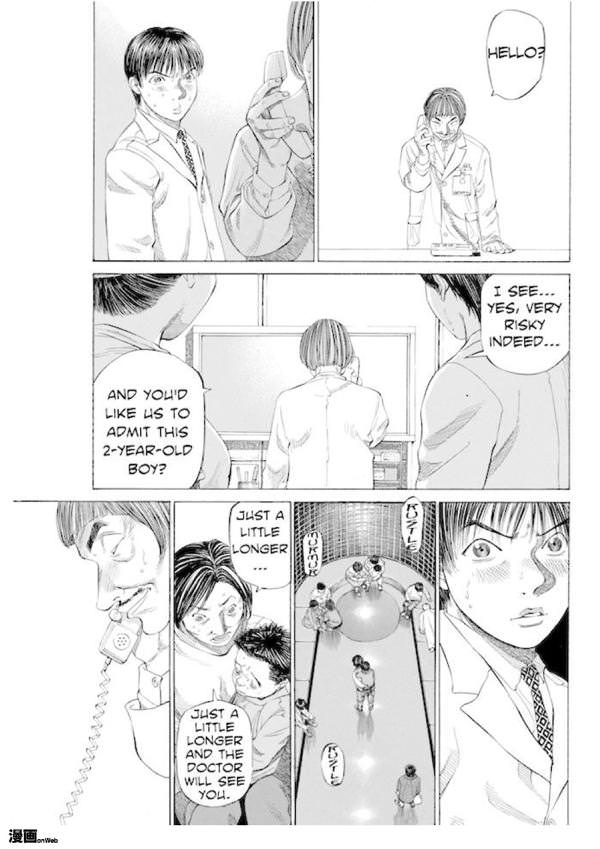 HELLO?
I SEE...
YES, VERY
RISKY
INDEED...
AND YOU'D
LIKE US TO
ADMIT THIS
2-YEAR-OLD
BOY?
RUSTLE
MURMUR
RUSTLE
JUST A
LITTLE
LONGER
...
JUST A
LITTLE
LONGER
AND THE
DOCTOR
WILL SEE
YOU.
漫画onWeb